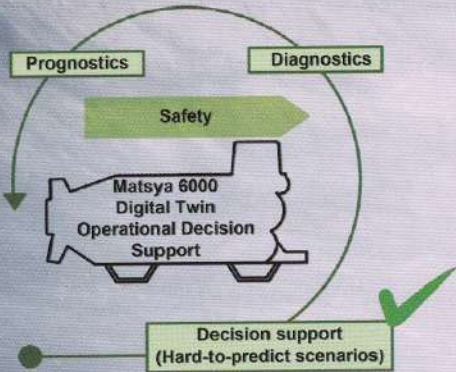 Prognostics
Diagnostics
Safety
Matsya 6000
Digital Twin
Operational Decision
Support
Decision support
(Hard-to-predict scenarios)